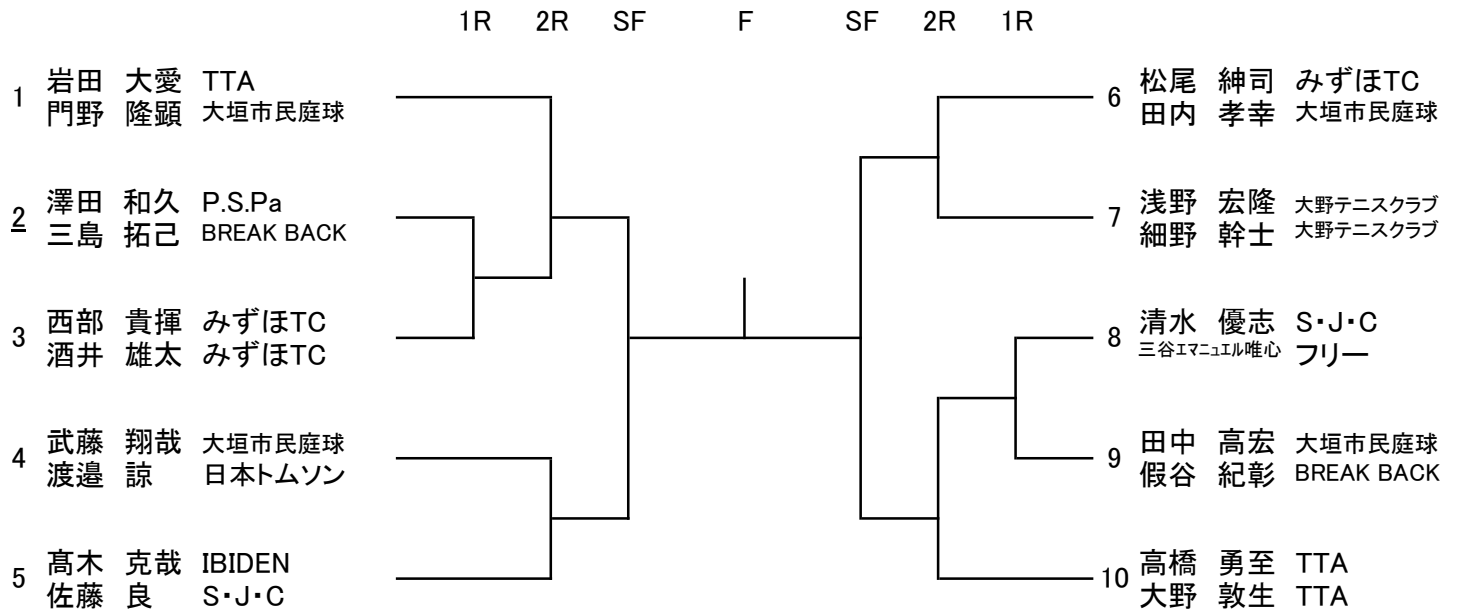 1R 2R SF F SF 2R 1R
1 岩田 大愛 TTA
門野 隆顕 大垣市民庭球
2 澤田 和久 P.S.Pa
三島 拓己 BREAK BACK
3 西部 貴揮 みずほTC
酒井 雄太 みずほTC
4 武藤 翔哉 大垣市民庭球
渡邉 諒 日本トムソン
5 髙木 克哉 IBIDEN
佐藤 良 S・J・C
6 松尾 紳司 みずほTC
田内 孝幸 大垣市民庭球
7 浅野 宏隆 大野テニスクラブ
細野 幹士 大野テニスクラブ
8 清水 優志 S・J・C
三谷エマニュエル唯心 フリー
9 田中 高宏 大垣市民庭球
假谷 紀彰 BREAK BACK
10 高橋 勇至 TTA
大野 敦生 TTA